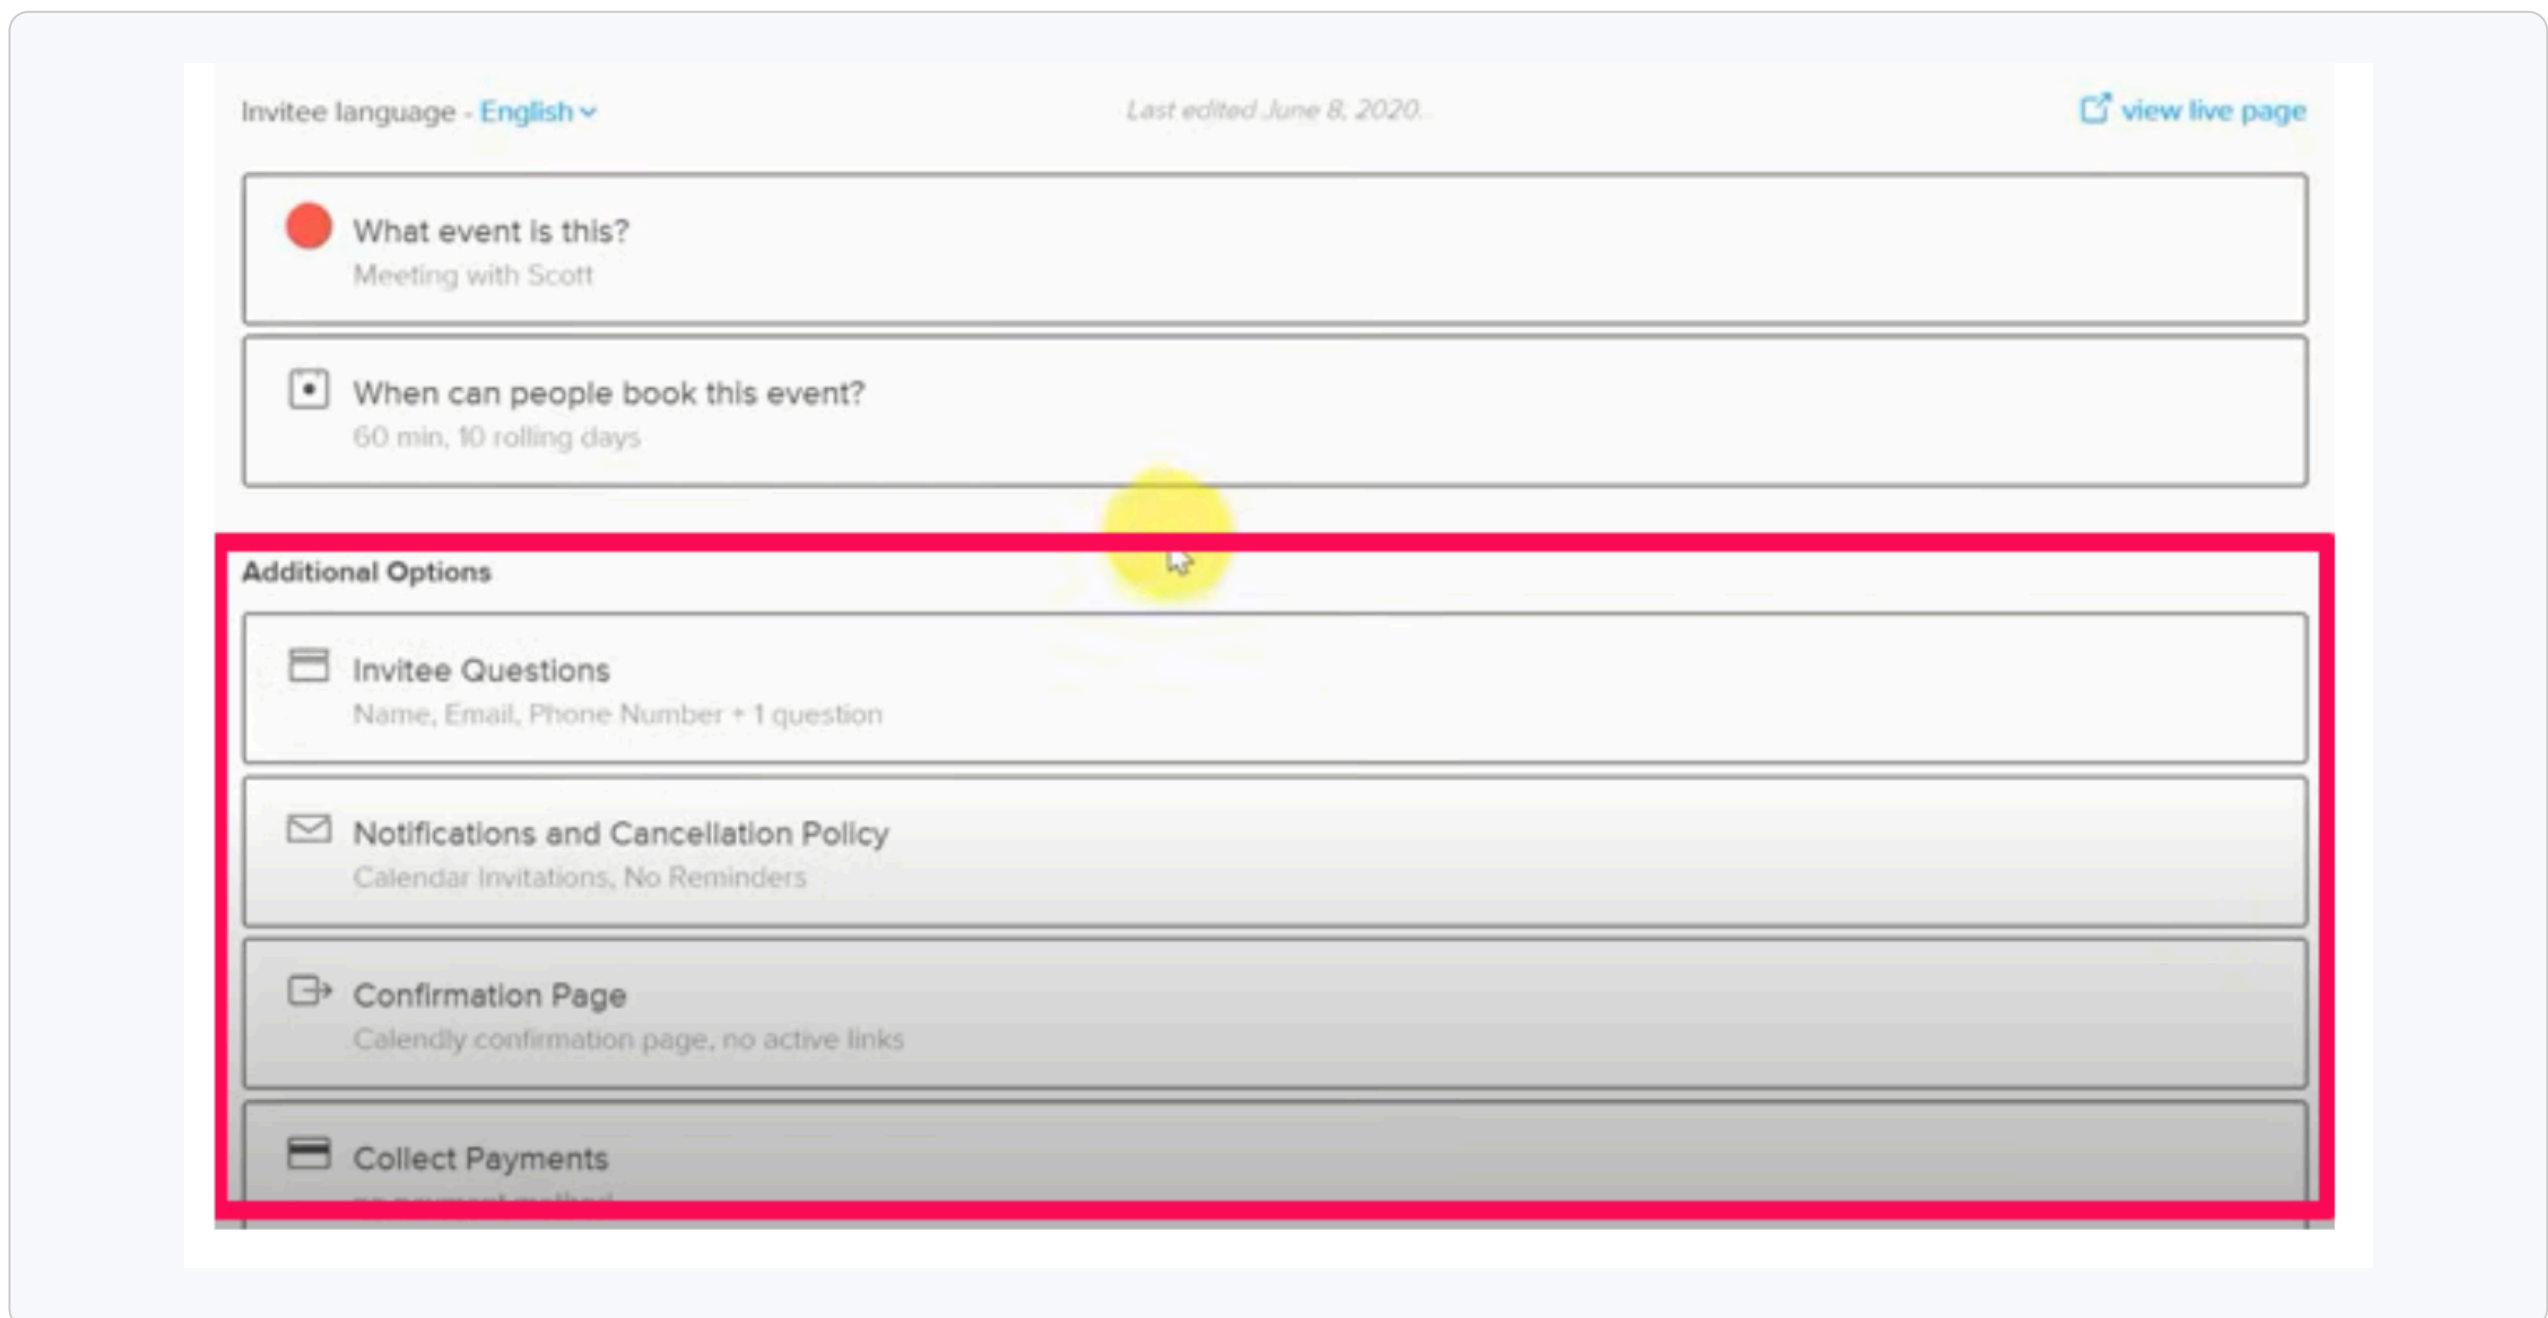 Invitee language - English
Last edited June 8, 2020.
view live page
What event is this?
Meeting with Scott
When can people book this event?
60 min, 10 rolling days
Additional Options
Invitee Questions
Name, Email, Phone Number + 1 question
Notifications and Cancellation Policy
Calendar Invitations, No Reminders
Confirmation Page
Calendly confirmation page, no active links
Collect Payments
no payment method